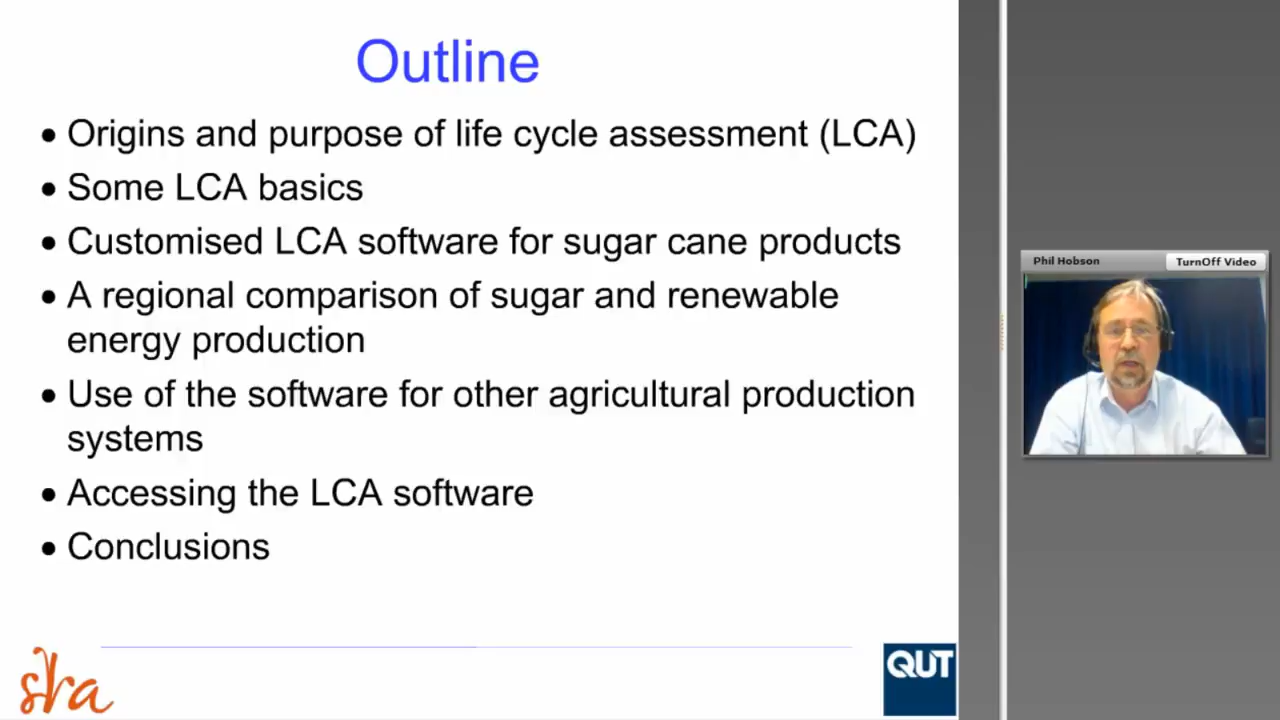 Outline
• Origins and purpose of life cycle assessment (LCA)
• Some LCA basics
• Customised LCA software for sugar cane products
• A regional comparison of sugar and renewable
energy production
• Use of the software for other agricultural production
systems
• Accessing the LCA software
• Conclusions
sra
QUT
Phil Hobson
TurnOff Video